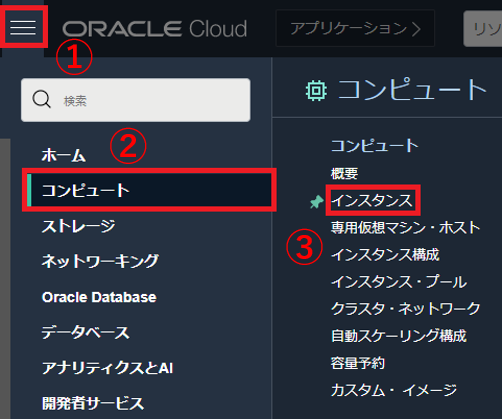 ORACLE Cloud
アプリケーション >
リソ
①
検索
②
ホーム
コンピュート
ストレージ
ネットワーキング
Oracle Database
データベース
アナリティクスとAI
開発者サービス
コンピュート
コンピュート
概要
インスタンス
③
専用仮想マシン・ホスト
インスタンス構成
インスタンス・プール
クラスタ・ネットワーク
自動スケーリング構成
容量予約
カスタム・イメージ